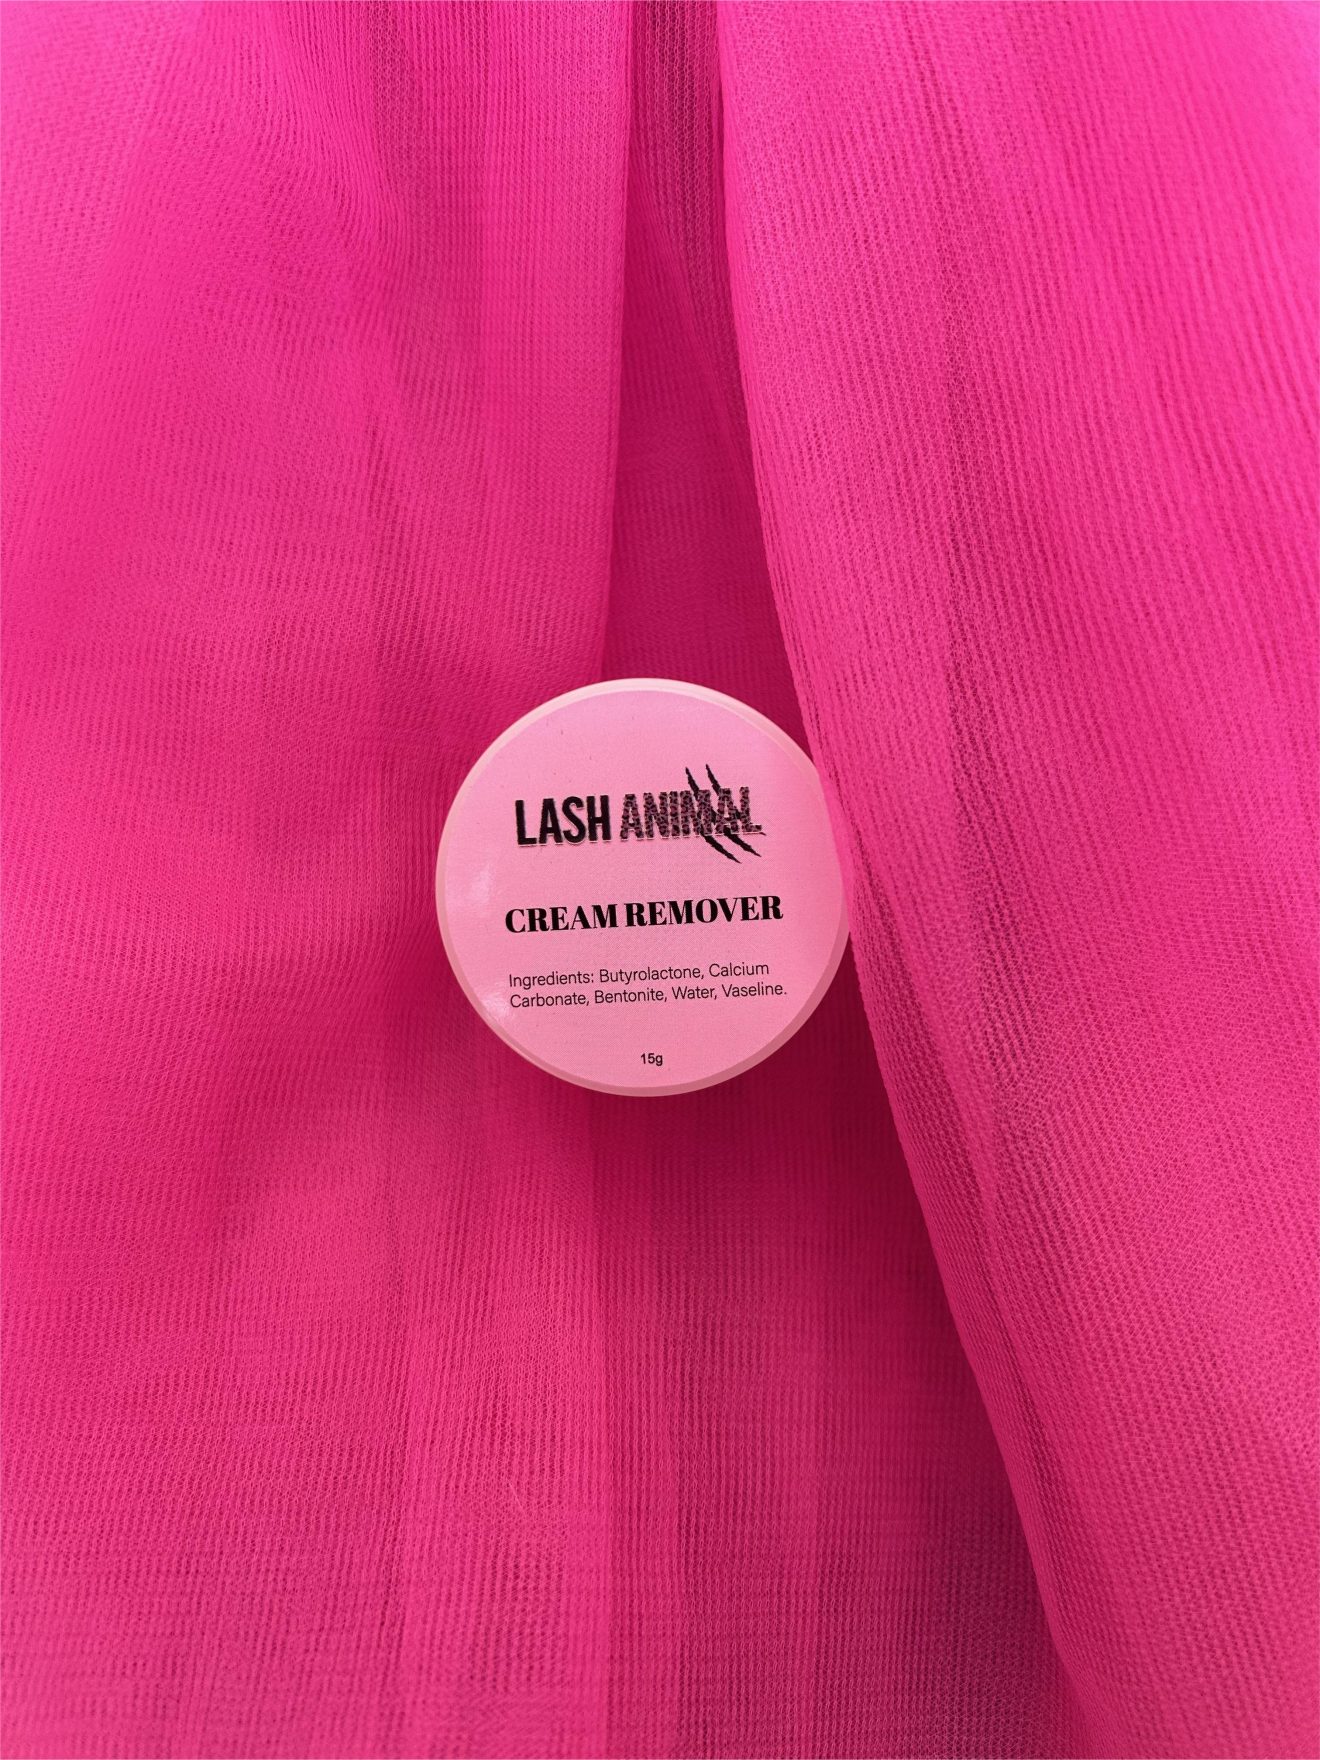 LASH ANIMAL
CREAM REMOVER
Ingredients: Butyrolactone, Calcium
Carbonate, Bentonite, Water, Vaseline.
15g